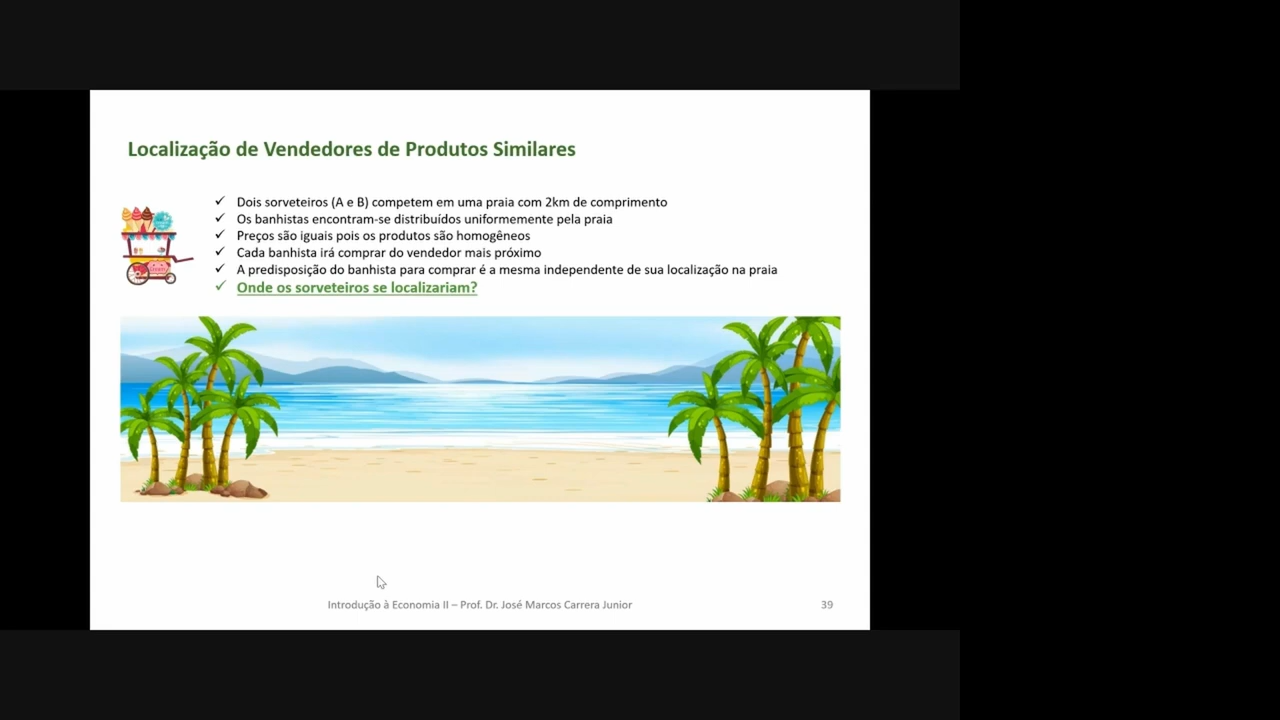 Localização de Vendedores de Produtos Similares
✓ Dois sorveteiros (A e B) competem em uma praia com 2km de comprimento
✓ Os banhistas encontram-se distribuídos uniformemente pela praia
✓ Preços são iguais pois os produtos são homogêneos
✓ Cada banhista irá comprar do vendedor mais próximo
✓ A predisposição do banhista para comprar é a mesma independente de sua localização na praia
✓ Onde os sorveteiros se localizariam?
Introdução à Economia II – Prof. Dr. José Marcos Carrera Junior
39